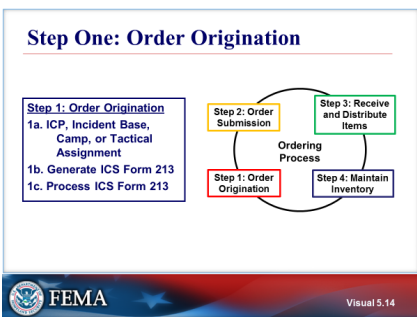 Step One: Order Origination
Step 1: Order Origination
1a. ICP, Incident Base,
Camp, or Tactical
Assignment
1b. Generate ICS Form 213
1c. Process ICS Form 213
Step 2: Order
Submission
Step 3: Receive
and Distribute
Items
Ordering
Process
Step 1: Order
Origination
Step 4: Maintain
Inventory
FEMA
Visual 5.14